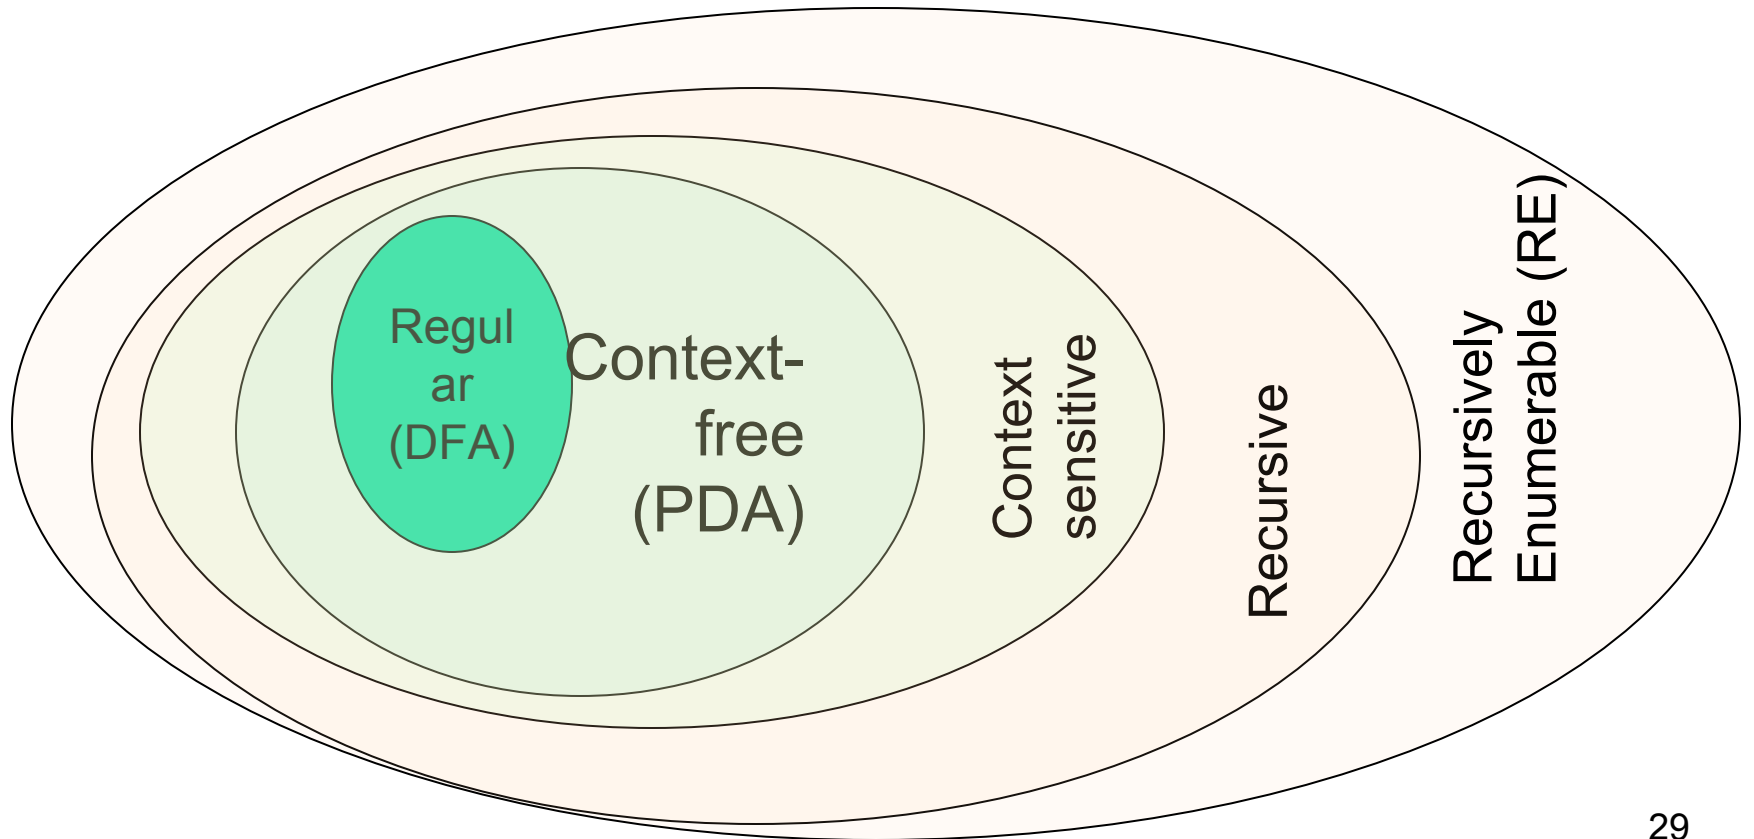 Regul
ar
(DFA)
Context-
free
(PDA)
Context
sensitive
Recursive
Recursively
Enumerable (RE)
29